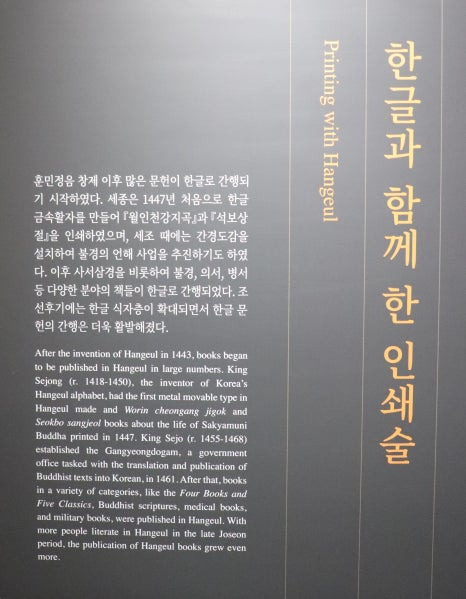 한글과 함께 한 인쇄술
Printing with Hangeul
훈민정음 창제 이후 많은 문헌이 한글로 간행되
기 시작하였다. 세종은 1447년 처음으로 한글
금속활자를 만들어 『월인천강지곡』과 『석보상
절』을 인쇄하였으며, 세조 때에는 간경도감을
설치하여 불경의 언해 사업을 추진하기도 하였
다. 이후 사서삼경을 비롯하여 불경, 의서, 병서
등 다양한 분야의 책들이 한글로 간행되었다. 조
선후기에는 한글 식자층이 확대되면서 한글 문
헌의 간행은 더욱 활발해졌다.
After the invention of Hangeul in 1443, books began
to be published in Hangeul in large numbers. King
Sejong (r. 1418-1450), the inventor of Korea's
Hangeul alphabet, had the first metal movable type in
Hangeul made and Worin cheongang jigok and
Seokbo sangjeol books about the life of Sakyamuni
Buddha printed in 1447. King Sejo (r. 1455-1468)
established the Gangyeongdogam, a government
office tasked with the translation and publication of
Buddhist texts into Korean, in 1461. After that, books
in a variety of categories, like the Four Books and
Five Classics, Buddhist scriptures, medical books,
and military books, were published in Hangeul. With
more people literate in Hangeul in the late Joseon
period, the publication of Hangeul books grew even
more.